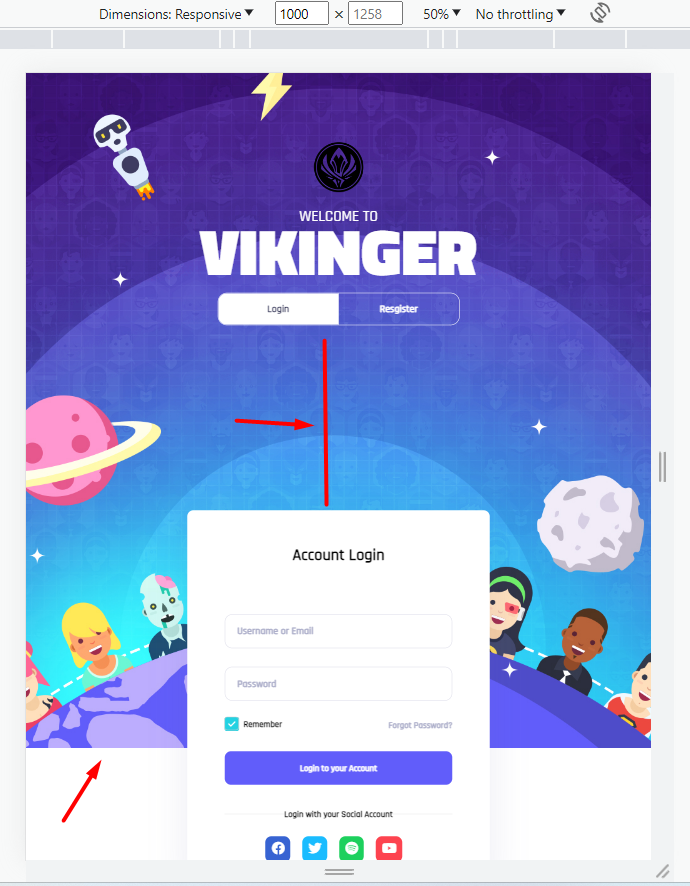 Dimensions: Responsive 1000 × 1258 50% No throttling
WELCOME TO
VIKINGER
Login Resgister
Account Login
Username or Email
Password
Remember Forgot Password?
Login to your Account
Login with your Social Account